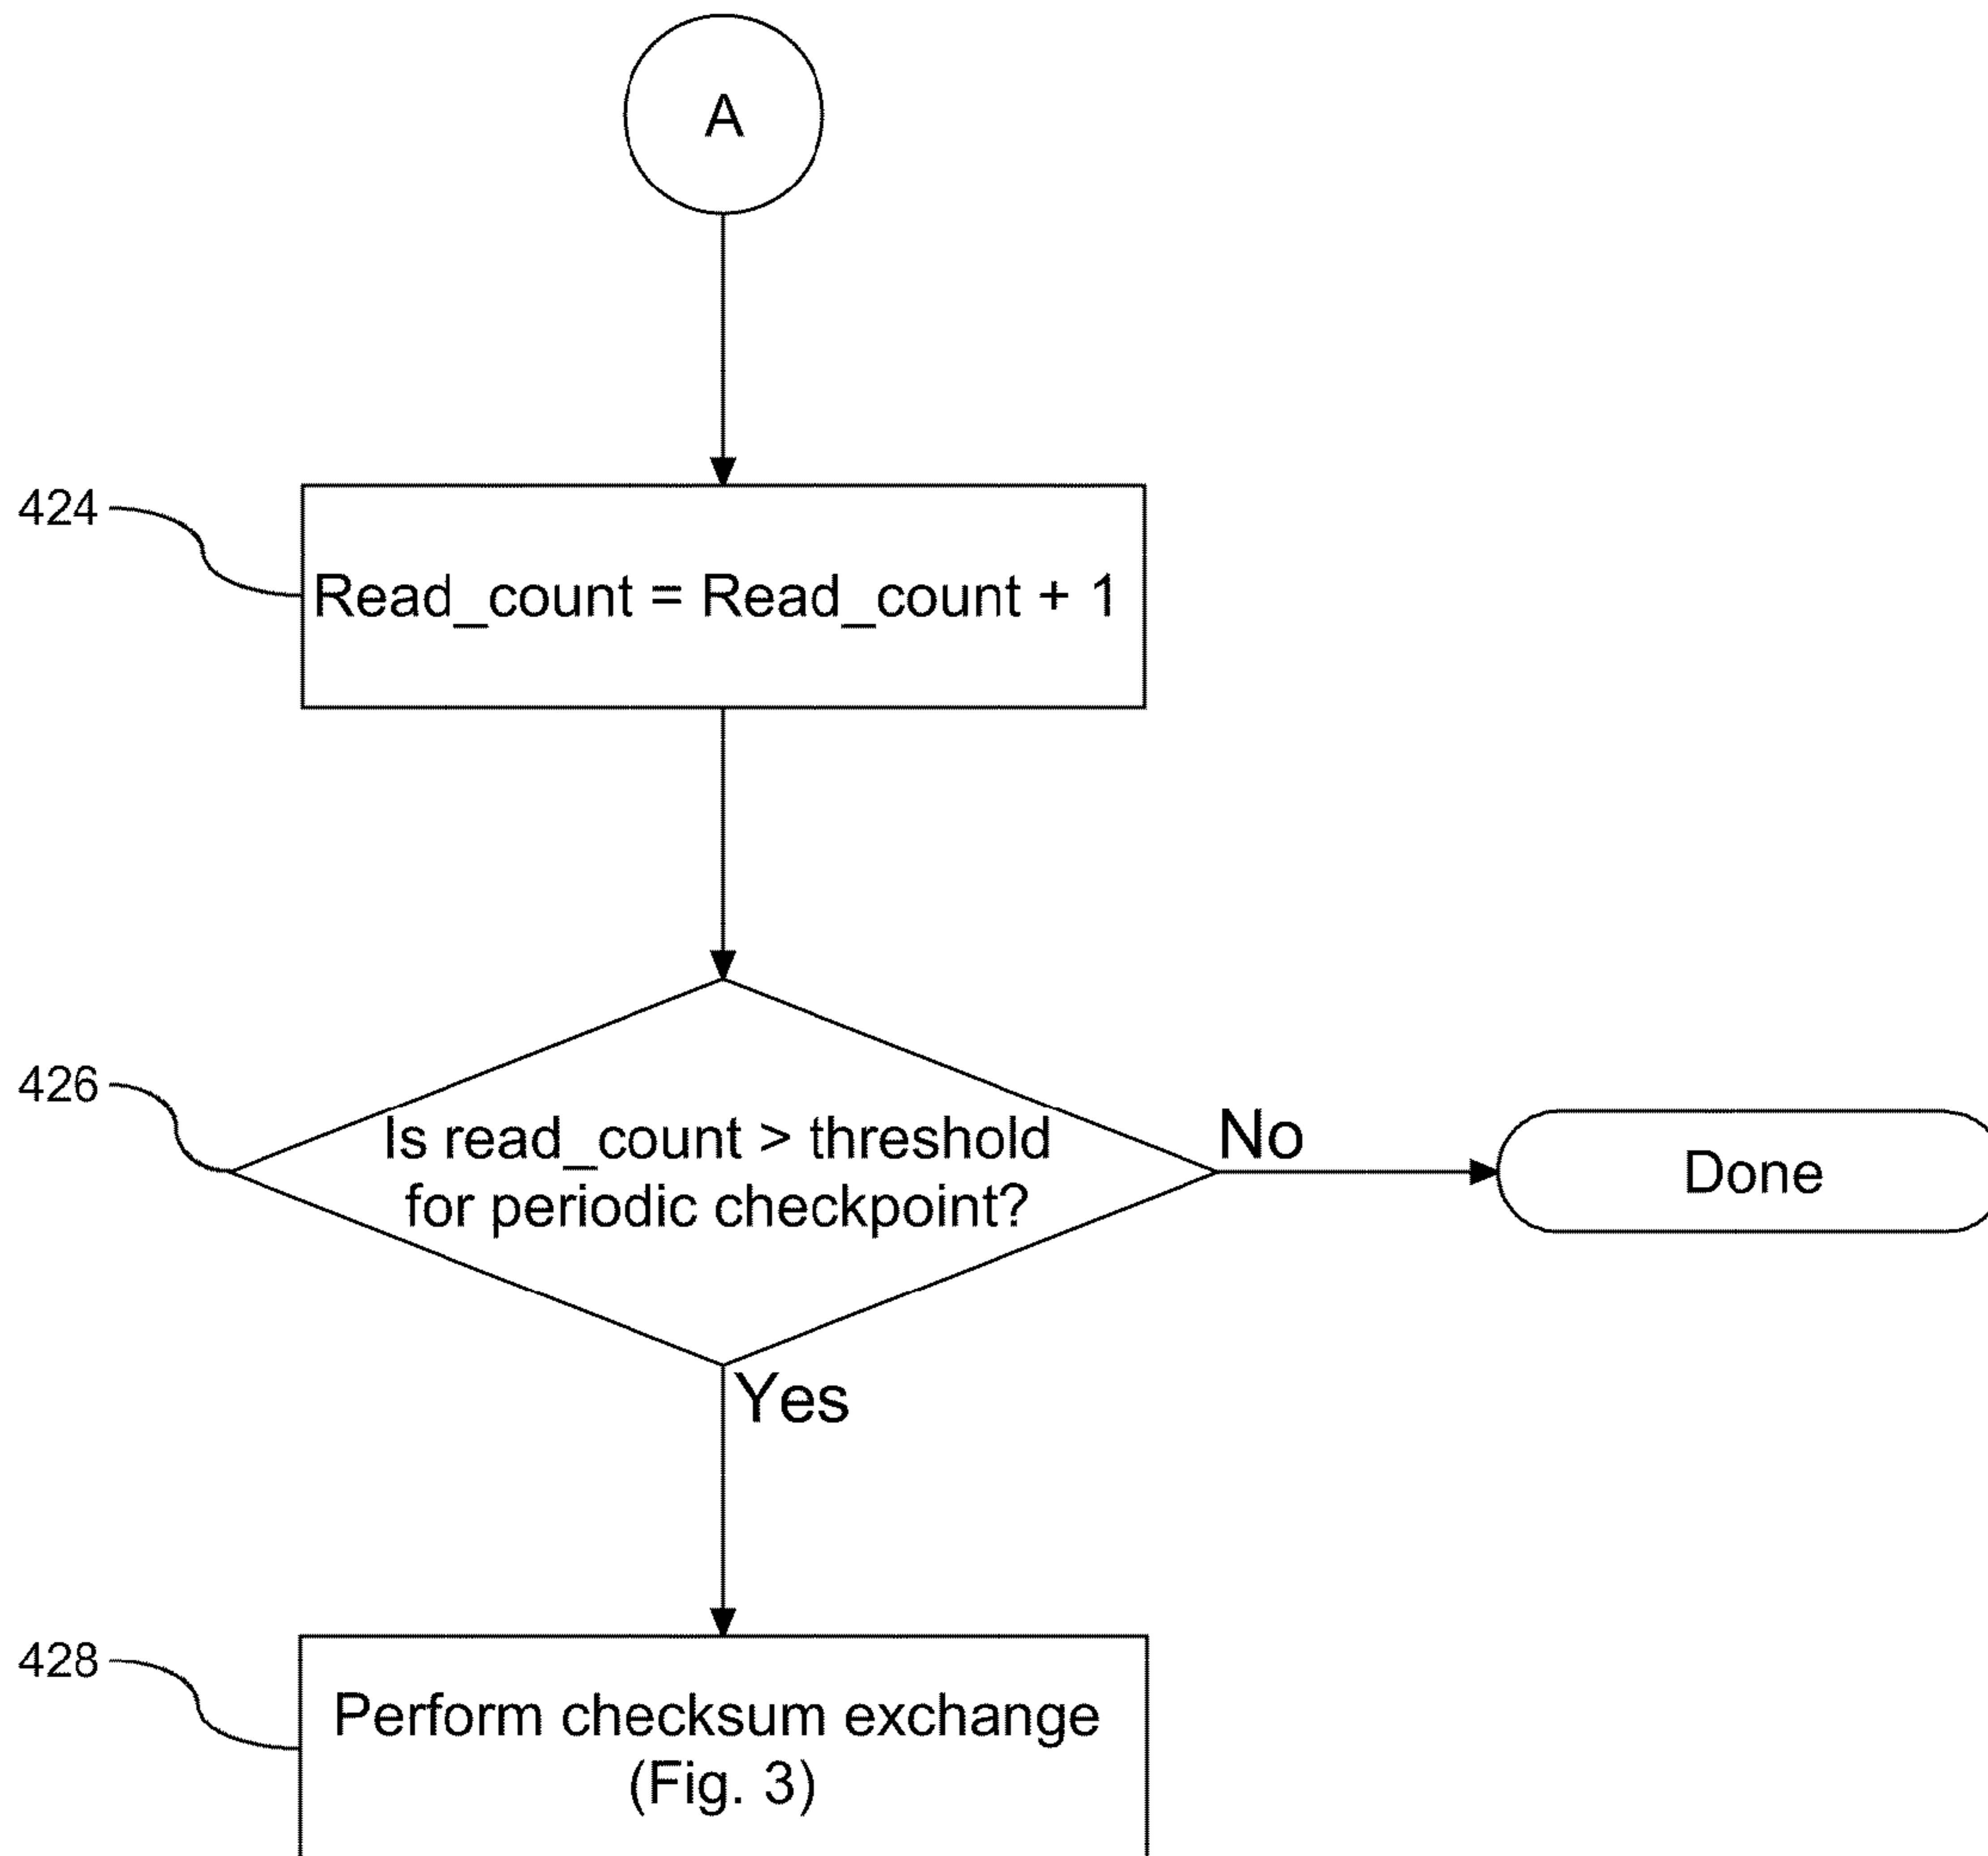 A
424
Read_count = Read_count + 1
426
Is read_count > threshold
for periodic checkpoint?
No
Done
Yes
428
Perform checksum exchange
(Fig. 3)